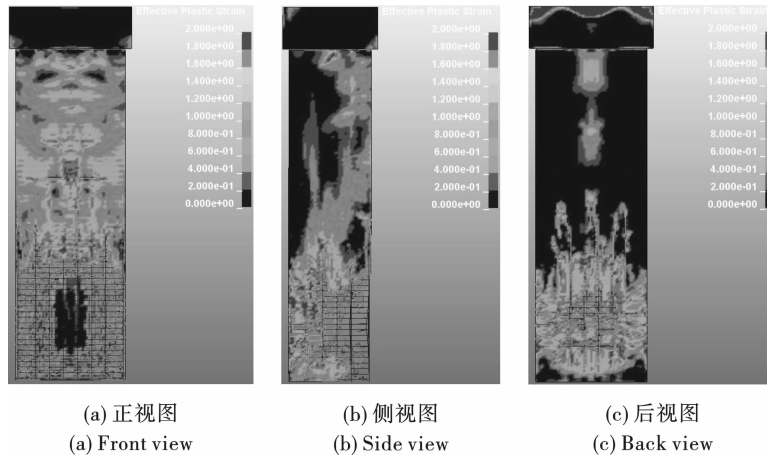 Effective Plastic Strain
2.000e+00
1.800e+00
1.600e+00
1.400e+00
1.200e+00
1.000e+00
8.000e-01
6.000e-01
4.000e-01
2.000e-01
0.000e+00
Effective Plastic Strain
2.000e+00
1.800e+00
1.600e+00
1.400e+00
1.200e+00
1.000e+00
8.000e-01
6.000e-01
4.000e-01
2.000e-01
0.000e+00
Effective Plastic Strain
2.000e+00
1.800e+00
1.600e+00
1.400e+00
1.200e+00
1.000e+00
8.000e-01
6.000e-01
4.000e-01
2.000e-01
0.000e+00
(a) 正视图
(a) Front view
(b) 侧视图
(b) Side view
(c) 后视图
(c) Back view